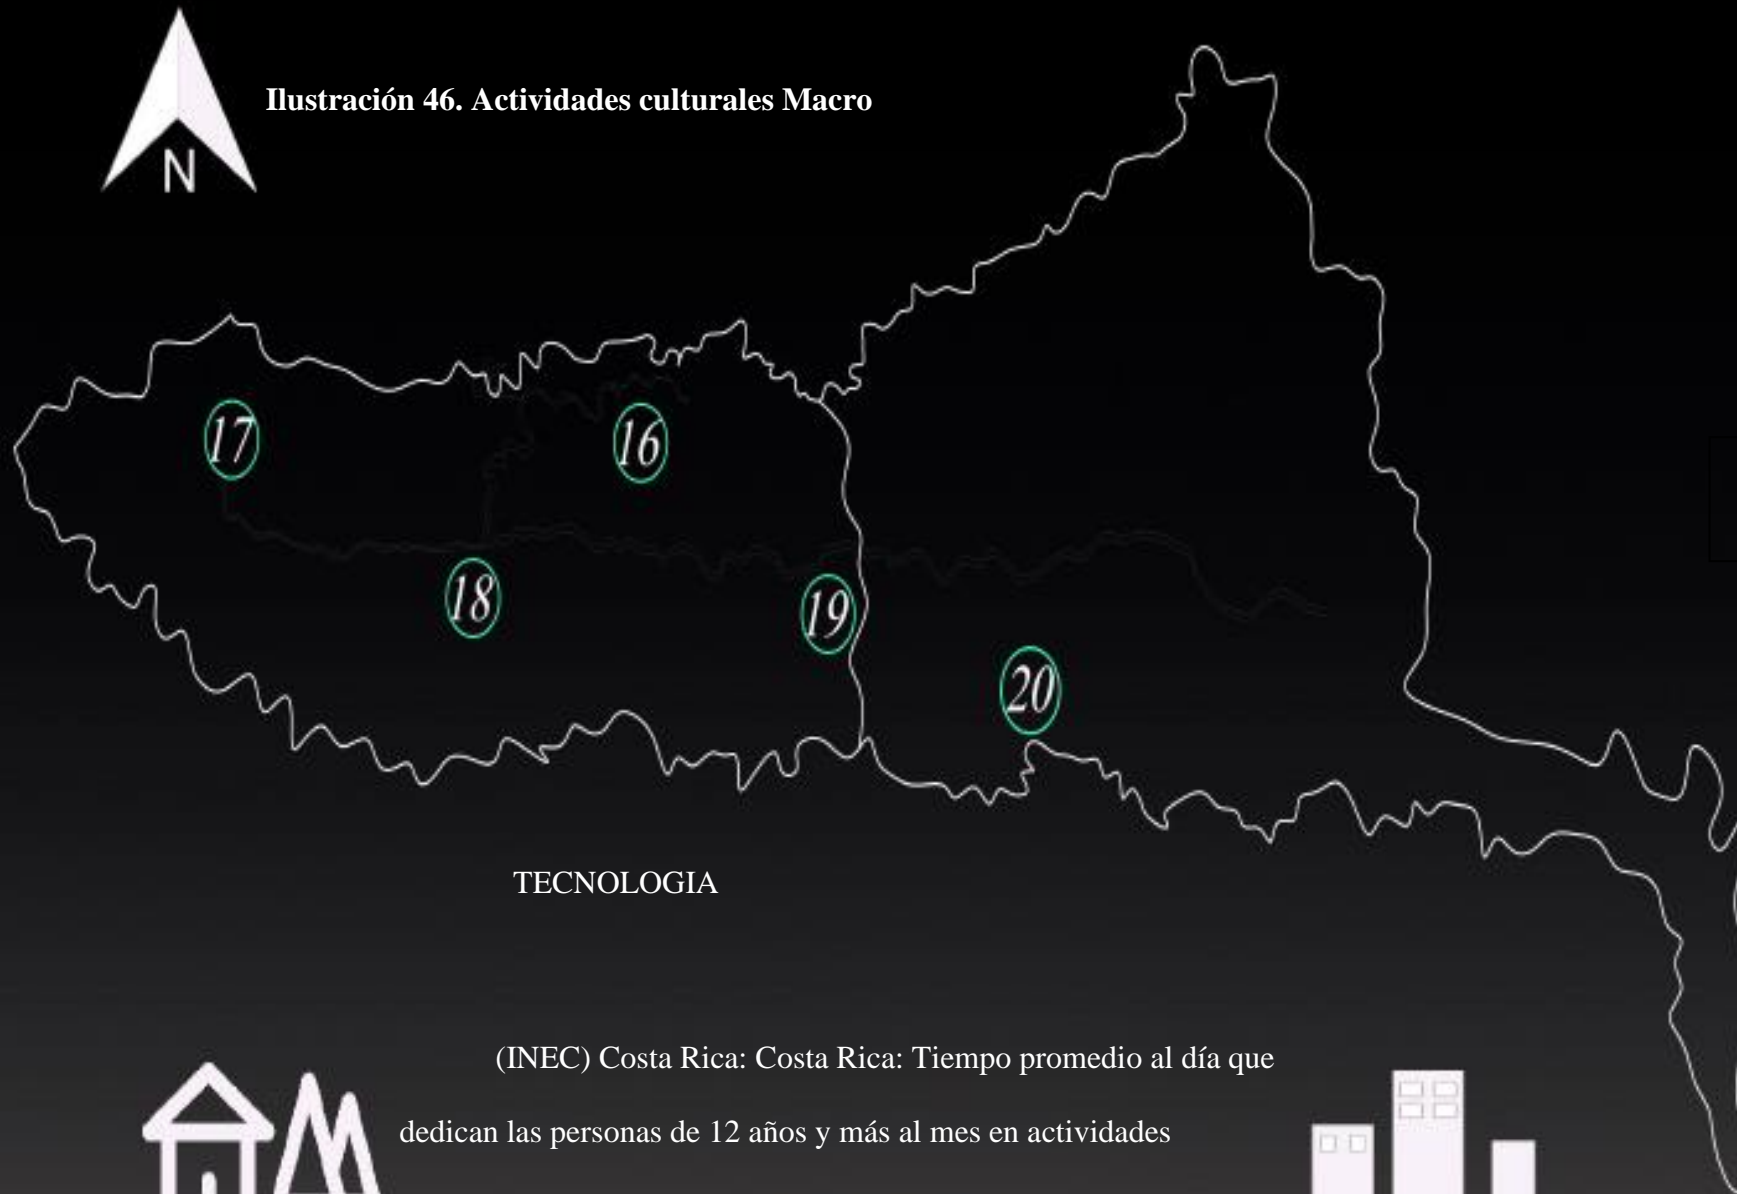 Ilustración 46. Actividades culturales Macro
N
17
16
18
19
20
TECNOLOGIA
(INEC) Costa Rica: Costa Rica: Tiempo promedio al día que
dedican las personas de 12 años y más al mes en actividades